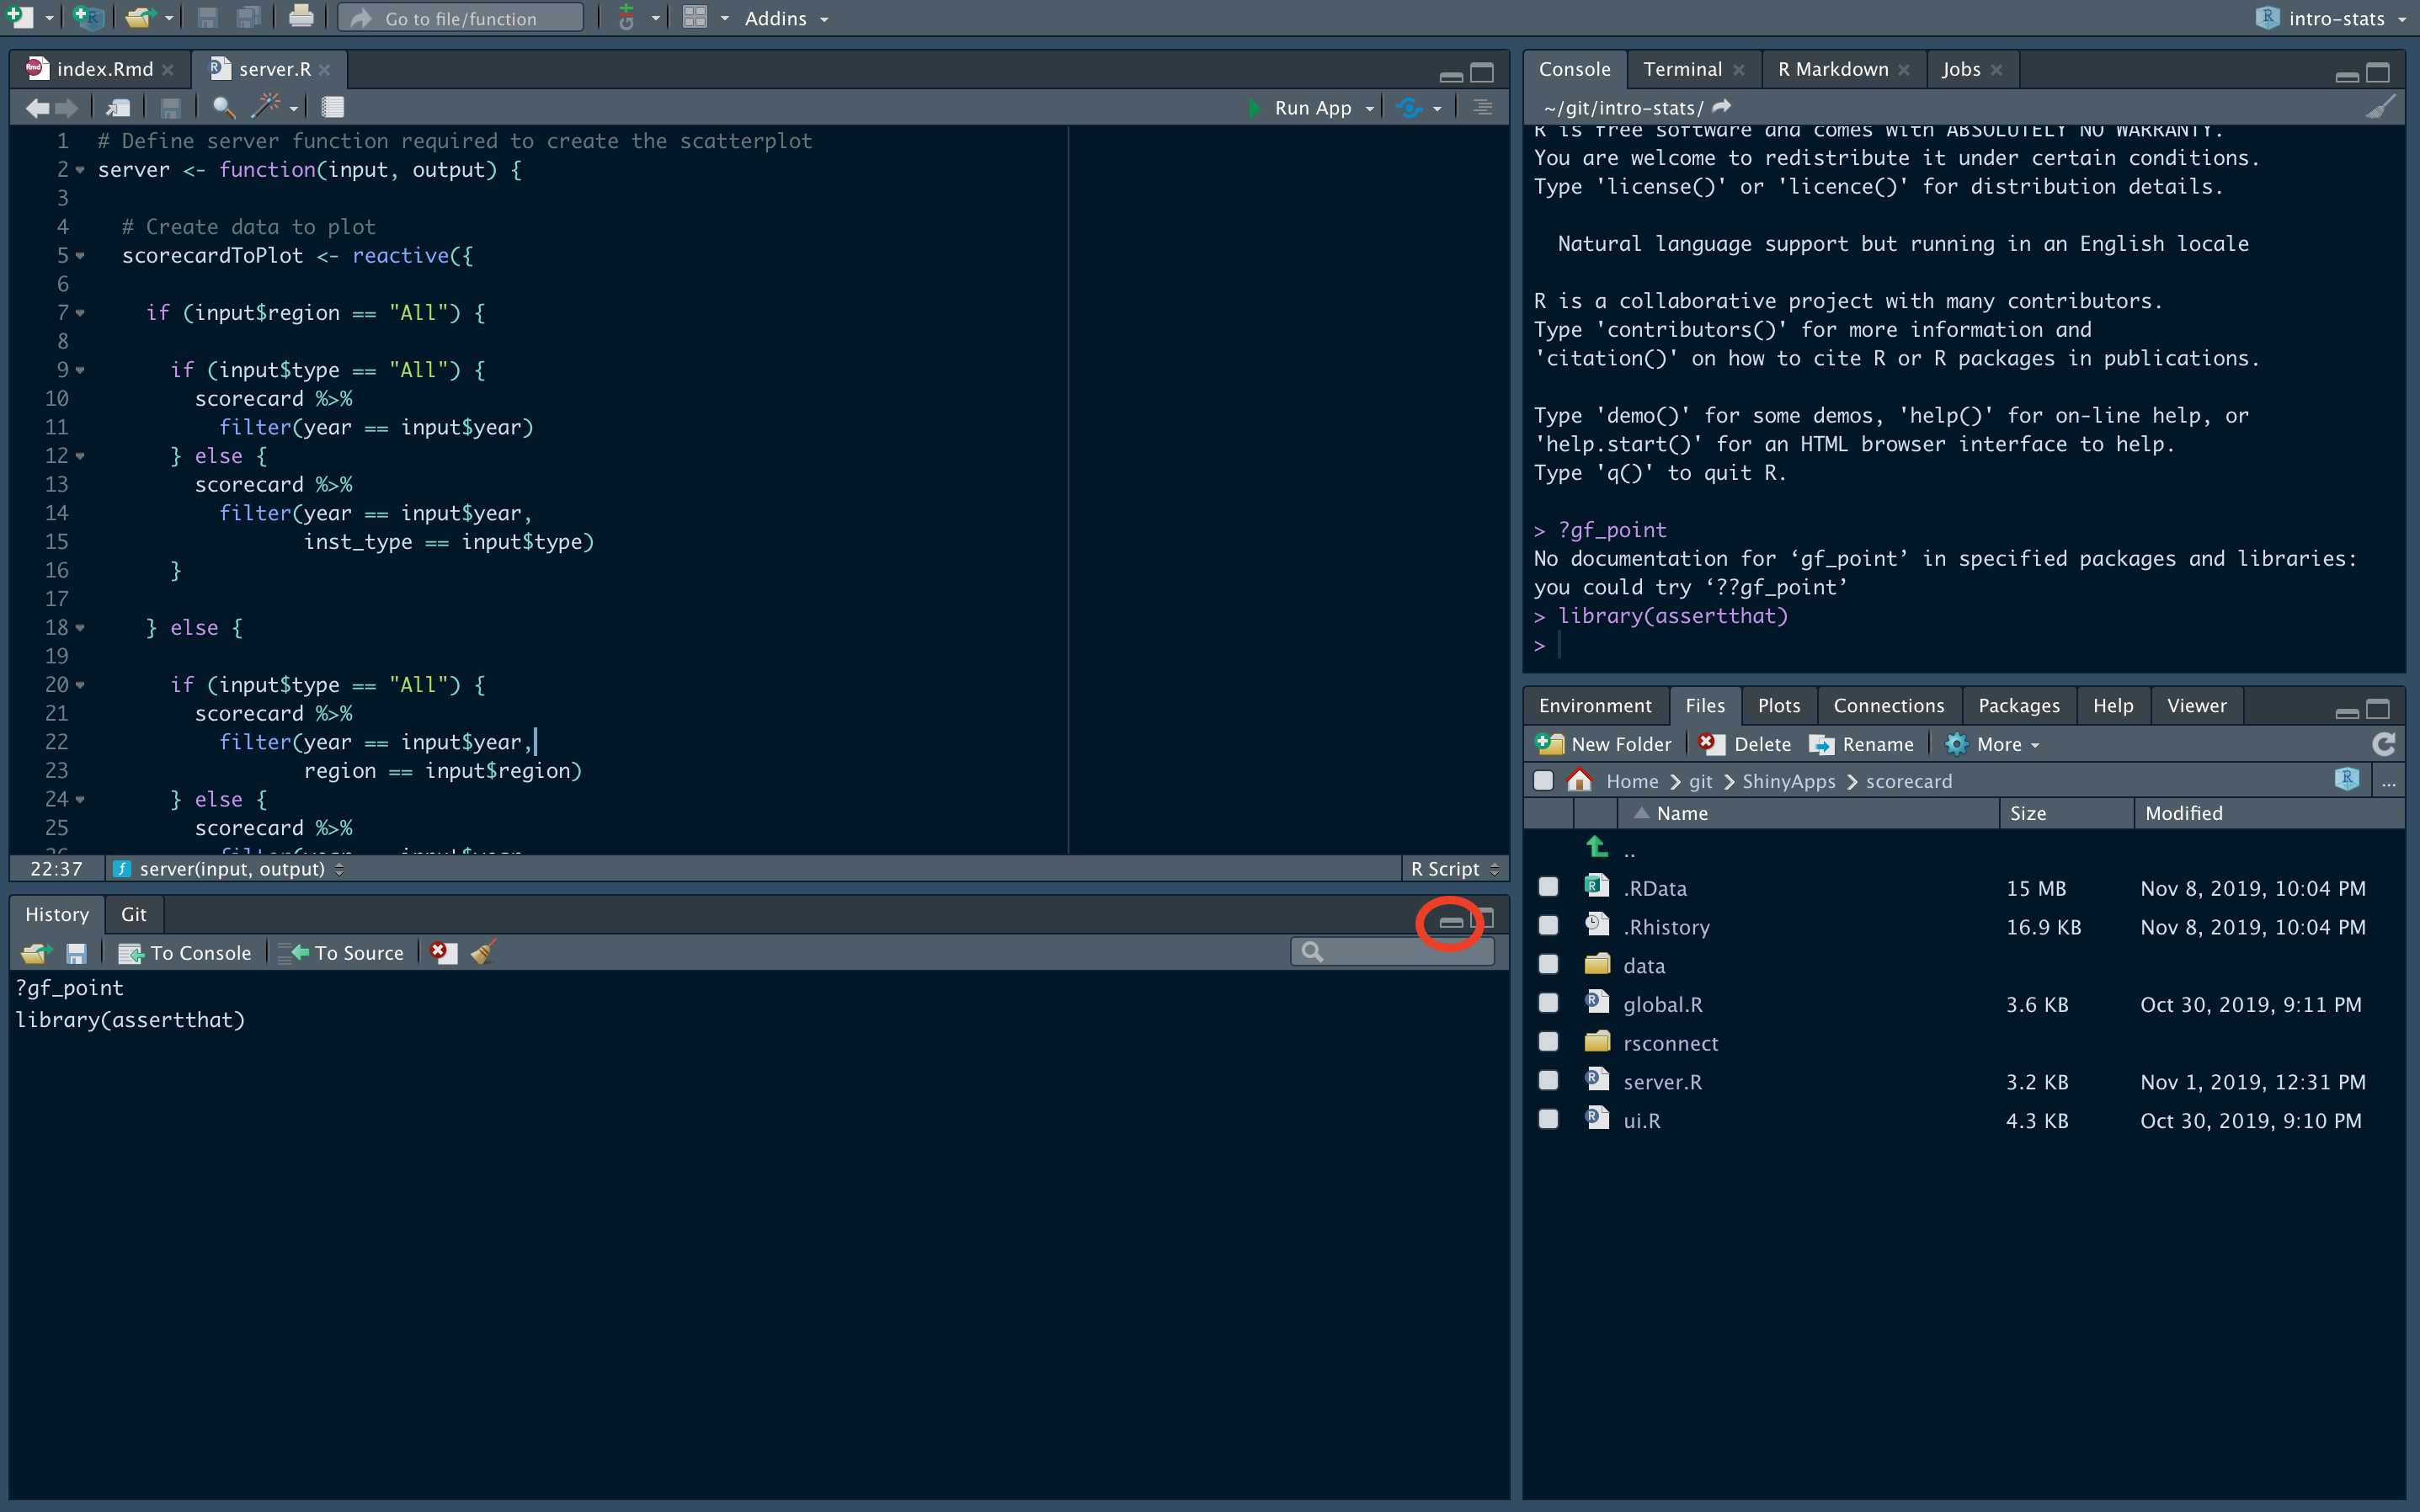 Go to file/function
Addins
intro-stats
index.Rmd
server.R
Run App
1 # Define server function required to create the scatterplot
2 server <- function(input, output) {
3
4 # Create data to plot
5 scorecardToPlot <- reactive({
6
7 if (input$region == "All") {
8
9 if (input$type == "All") {
10 scorecard %>%
11 filter(year == input$year)
12 } else {
13 scorecard %>%
14 filter(year == input$year,
15 inst_type == input$type)
16 }
17
18 } else {
19
20 if (input$type == "All") {
21 scorecard %>%
22 filter(year == input$year,
23 region == input$region)
24 } else {
25 scorecard %>%
22:37 server(input, output) R Script
History Git
To Console To Source
?gf_point
library(assertthat)
Console Terminal R Markdown Jobs
~/git/intro-stats/
R is free software and comes with ABSOLUTELY NO WARRANTY.
You are welcome to redistribute it under certain conditions.
Type 'license()' or 'licence()' for distribution details.
Natural language support but running in an English locale
R is a collaborative project with many contributors.
Type 'contributors()' for more information and
'citation()' on how to cite R or R packages in publications.
Type 'demo()' for some demos, 'help()' for on-line help, or
'help.start()' for an HTML browser interface to help.
Type 'q()' to quit R.
> ?gf_point
No documentation for ‘gf_point’ in specified packages and libraries:
you could try ‘??gf_point’
> library(assertthat)
>
Environment Files Plots Connections Packages Help Viewer
New Folder Delete Rename More
Home git ShinyApps scorecard ...
Name Size Modified
..
.RData 15 MB Nov 8, 2019, 10:04 PM
.Rhistory 16.9 KB Nov 8, 2019, 10:04 PM
data
global.R 3.6 KB Oct 30, 2019, 9:11 PM
rsconnect
server.R 3.2 KB Nov 1, 2019, 12:31 PM
ui.R 4.3 KB Oct 30, 2019, 9:10 PM